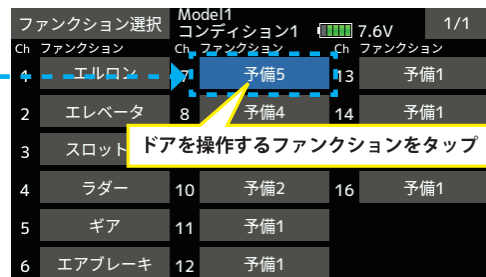 ファンクション選択 Model1 コンディション1 7.6V 1/1
Ch ファンクション Ch ファンクション Ch ファンクション
1 エルロン 7 予備5 13 予備1
2 エレベータ 8 予備4 14 予備1
ドアを操作するファンクションをタップ
3 スロット
4 ラダー 10 予備2 16 予備1
5 ギア 11 予備1
6 エアブレーキ 12 予備1